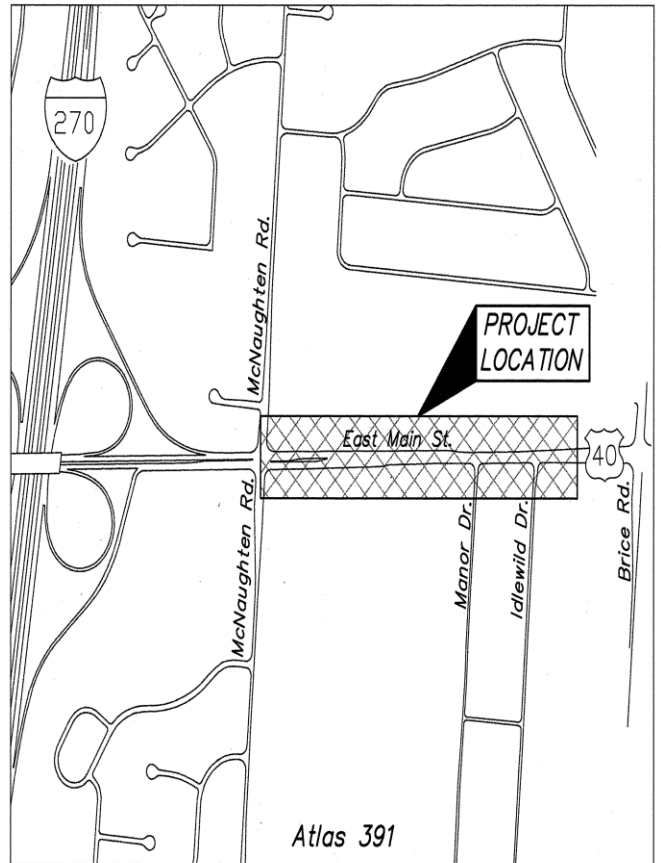 270
McNaughten Rd.
PROJECT
LOCATION
East Main St.
40
McNaughten Rd.
Manor Dr.
Idlewild Dr.
Brice Rd.
Atlas 391